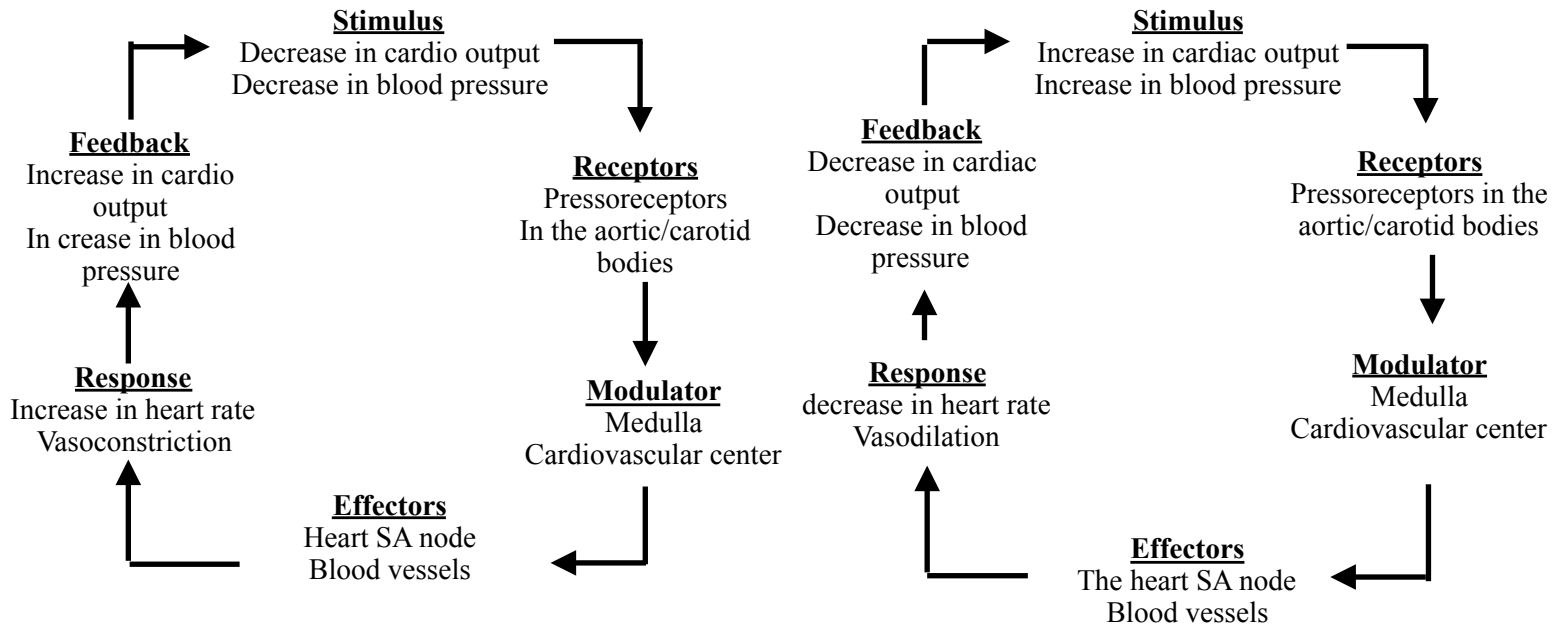 Stimulus
Decrease in cardio output
Decrease in blood pressure
Receptors
Pressoreceptors
In the aortic/carotid
bodies
Modulator
Medulla
Cardiovascular center
Effectors
Heart SA node
Blood vessels
Response
Increase in heart rate
Vasoconstriction
Feedback
Increase in cardio
output
In crease in blood
pressure
Stimulus
Increase in cardiac output
Increase in blood pressure
Receptors
Pressoreceptors in the
aortic/carotid bodies
Modulator
Medulla
Cardiovascular center
Effectors
The heart SA node
Blood vessels
Response
decrease in heart rate
Vasodilation
Feedback
Decrease in cardiac
output
Decrease in blood
pressure